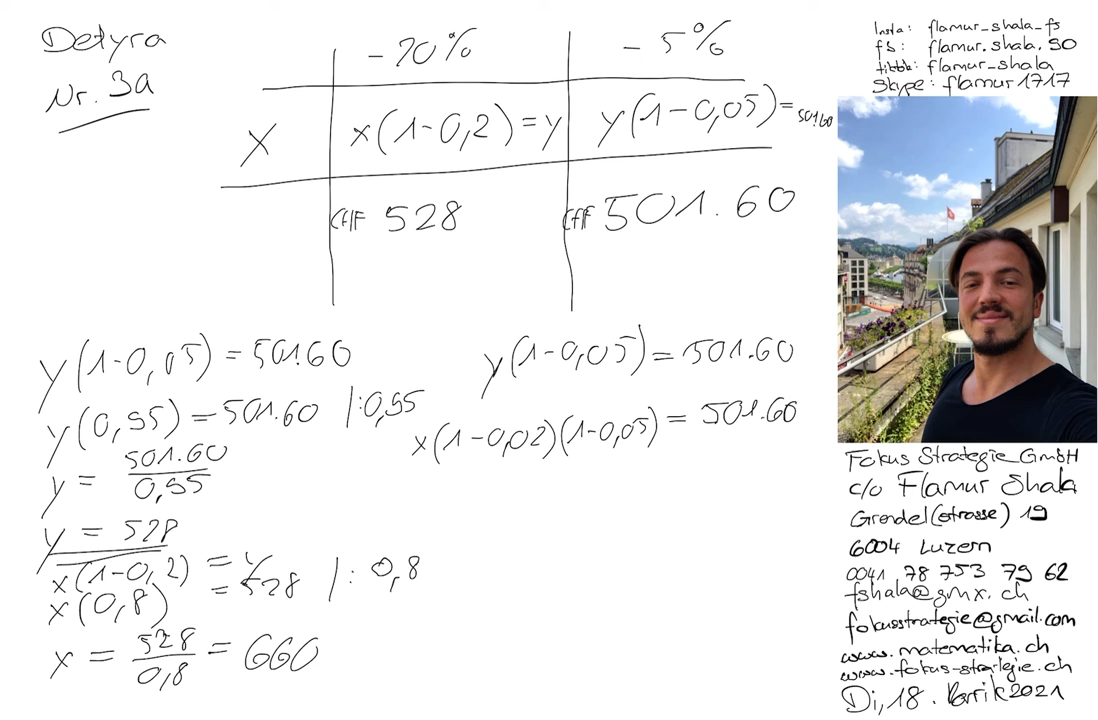 Detyra
Nr. 3a
-20%
- 5%
x
x(1-0,2)=y
y(1-0,05)=501.60
CHF 528
CHF 501.60
y(1-0,05)=501.60
y(0,95)=501.60 |:0,95
y = 501.60/0,95
y = 528
x(1-0,2) = y
x(0,8) = 528 |: 0,8
x = 528/0,8 = 660
y(1-0,05)=501.60
x(1-0,02)(1-0,05)=501.60
Insta: flamur_shala_fs
fb: flamur.shala.90
tiktok: flamur_shala
Skype: flamur1717
Fokus Strategie GmbH
c/o Flamur Shala
Grendel(strasse) 19
6004 Luzern
0041 78 753 79 62
fshala@gmx.ch
fokusstrategie@gmail.com
www.matematika.ch
www.fokus-strategie.ch
Di, 18. Korrik 2021